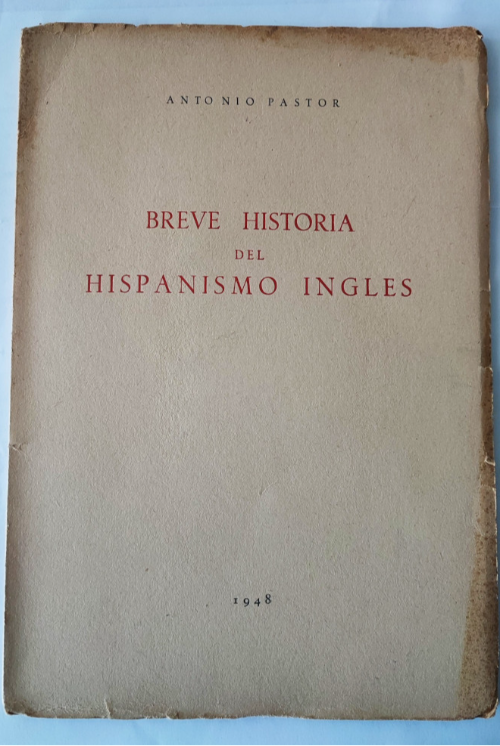 ANTONIO PASTOR
BREVE HISTORIA
DEL
HISPANISMO INGLES
1948